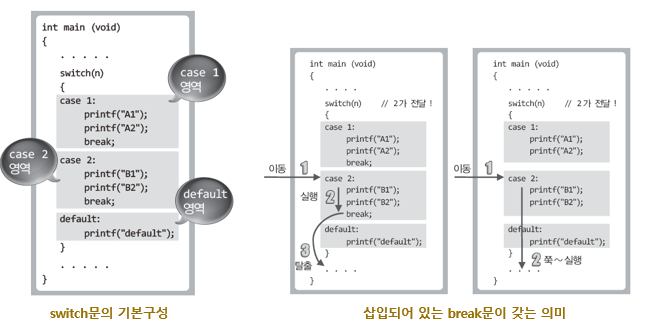 int main (void)
{
. . . . .
switch(n)
{
case 1:
printf("A1");
printf("A2");
break;
case 2:
printf("B1");
printf("B2");
break;
default:
printf("default");
}
. . . . .
}
case 1
영역
case 2
영역
default
영역
switch문의 기본구성
int main (void)
{
. . . .
switch(n) // 2가 전달 !
{
case 1:
printf("A1");
printf("A2");
break;
이동 1
case 2:
printf("B1");
실행 2
printf("B2");
break;
default:
printf("default");
}
3
탈출
. . . .
}
int main (void)
{
. . . . .
switch(n) // 2가 전달 !
{
case 1:
printf("A1");
printf("A2");
이동 1
case 2:
printf("B1");
printf("B2");
default:
printf("default");
}
2 쭉~실행
. . . .
}
삽입되어 있는 break문이 갖는 의미